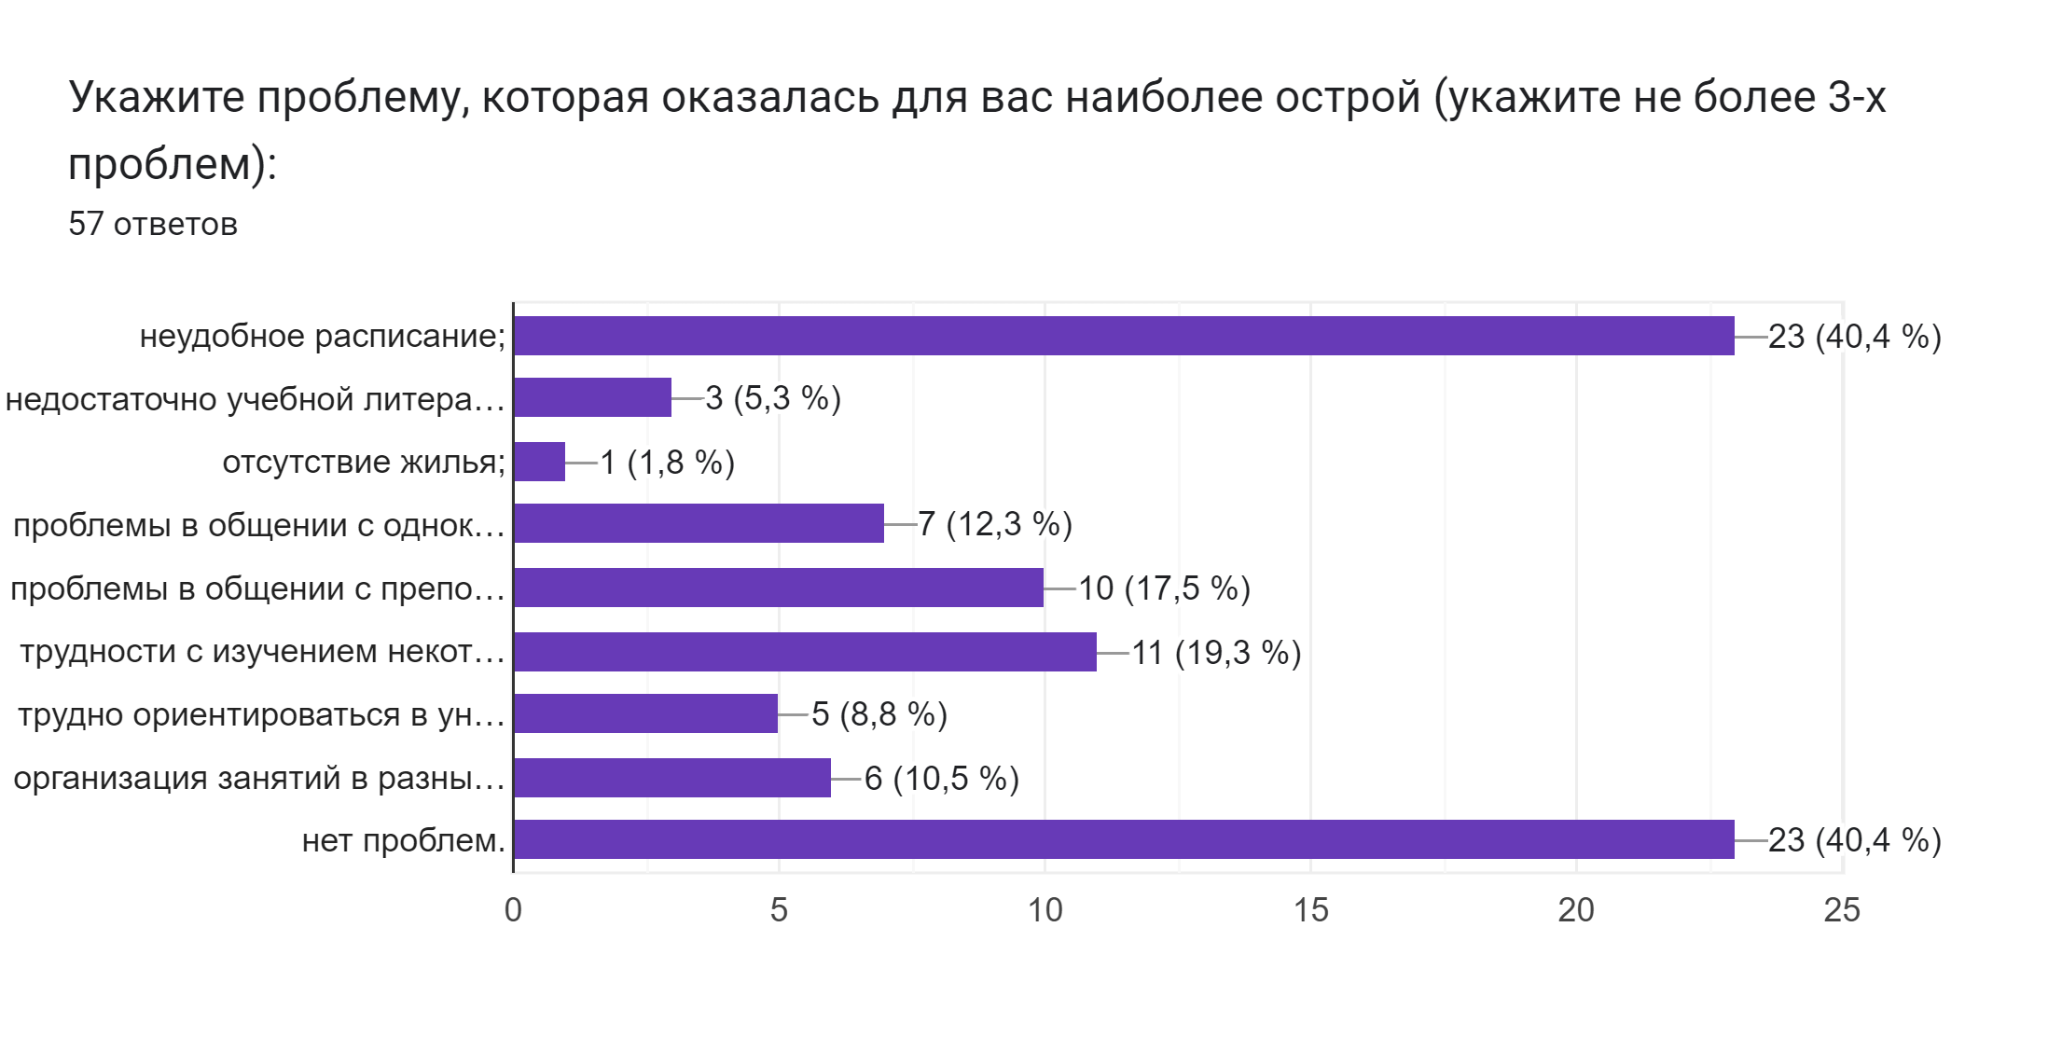 Укажите проблему, которая оказалась для вас наиболее острой (укажите не более 3-х
проблем):
57 ответов
неудобное расписание;
23 (40,4 %)
недостаточно учебной литера…
3 (5,3 %)
отсутствие жилья;
1 (1,8 %)
проблемы в общении с однок…
7 (12,3 %)
проблемы в общении с препо…
10 (17,5 %)
трудности с изучением некот…
11 (19,3 %)
трудно ориентироваться в ун…
5 (8,8 %)
организация занятий в разны…
6 (10,5 %)
нет проблем.
23 (40,4 %)
0 5 10 15 20 25